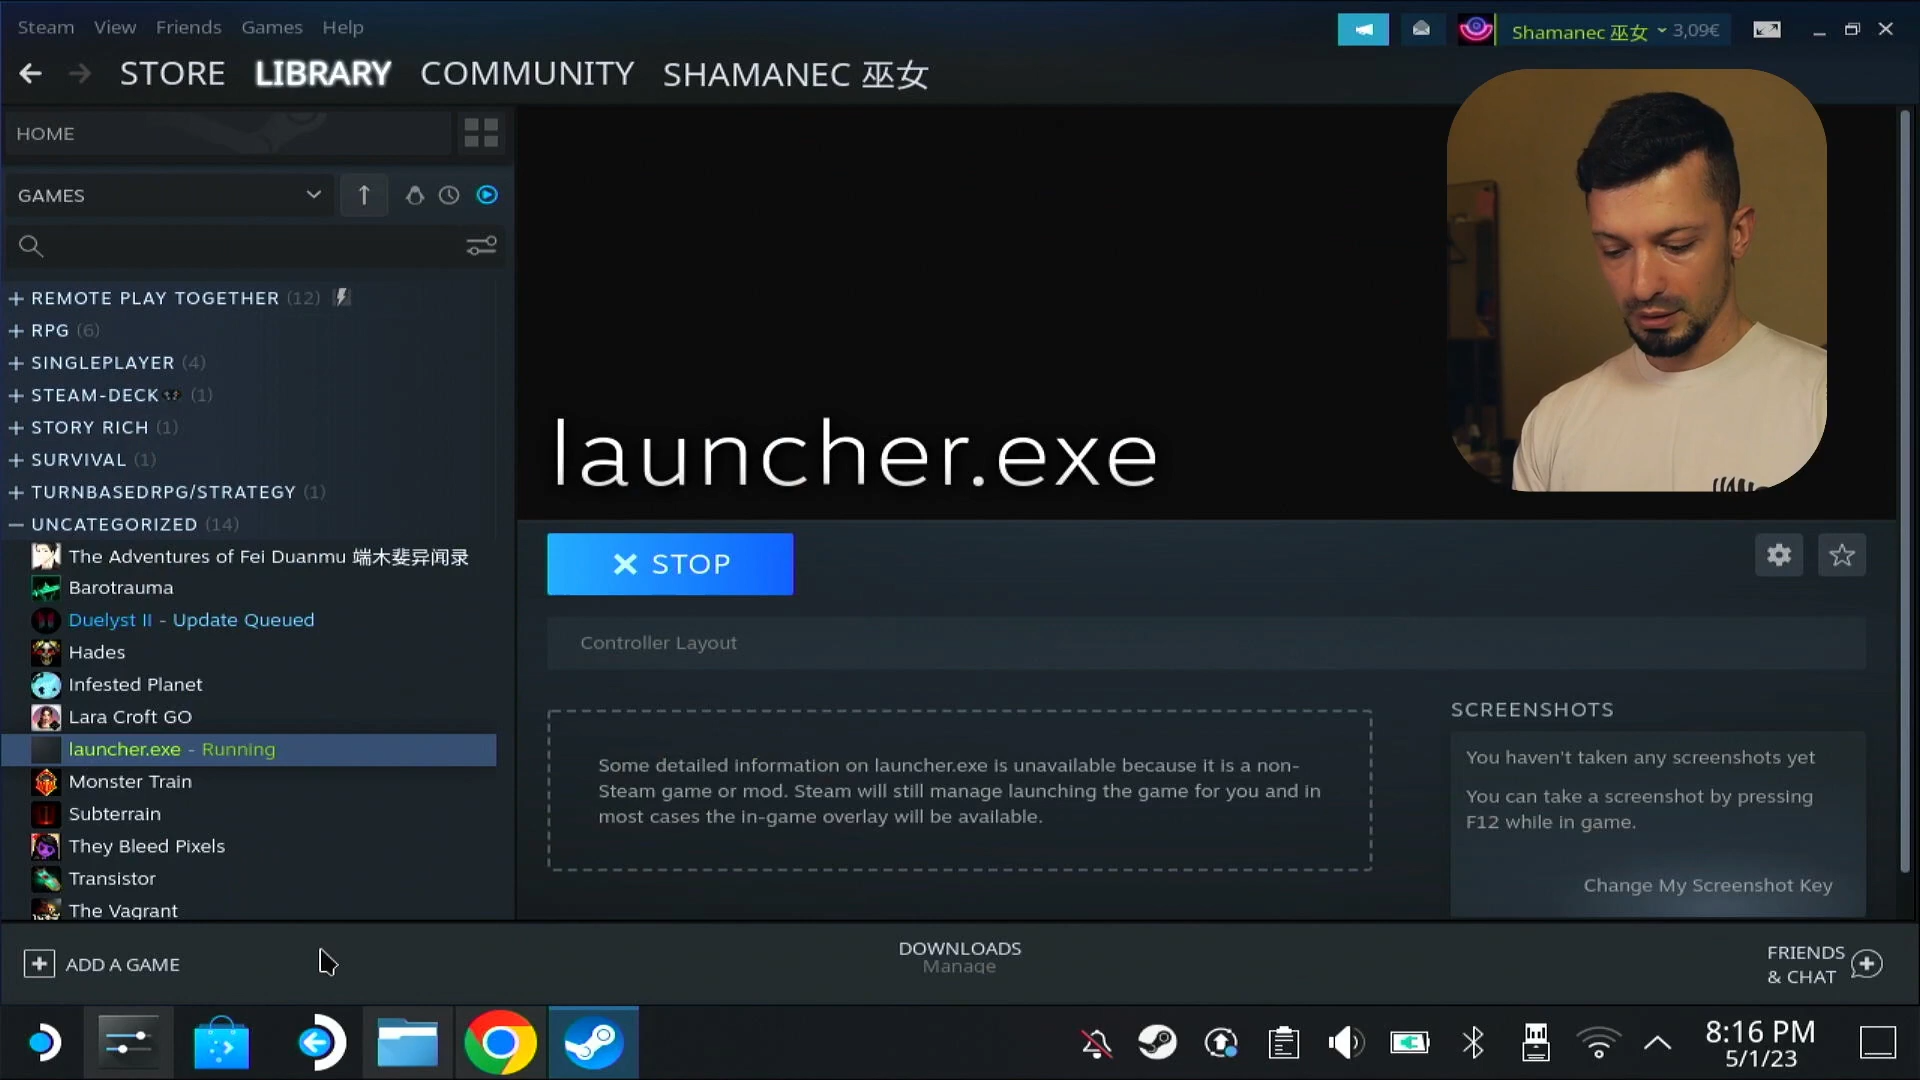 Steam View Friends Games Help
Shamanec 巫女 3,09€
STORE LIBRARY COMMUNITY SHAMANEC 巫女
HOME
GAMES
REMOTE PLAY TOGETHER (12)
RPG (6)
SINGLEPLAYER (4)
STEAM-DECK (1)
STORY RICH (1)
SURVIVAL (1)
TURNBASEDRPG/STRATEGY (1)
UNCATEGORIZED (14)
The Adventures of Fei Duanmu 端木斐异闻录
Barotrauma
Duelyst II - Update Queued
Hades
Infested Planet
Lara Croft GO
launcher.exe - Running
Monster Train
Subterrain
They Bleed Pixels
Transistor
The Vagrant
launcher.exe
STOP
Controller Layout
Some detailed information on launcher.exe is unavailable because it is a non-
Steam game or mod. Steam will still manage launching the game for you and in
most cases the in-game overlay will be available.
SCREENSHOTS
You haven't taken any screenshots yet
You can take a screenshot by pressing
F12 while in game.
Change My Screenshot Key
ADD A GAME
DOWNLOADS
Manage
FRIENDS
& CHAT
8:16 PM
5/1/23